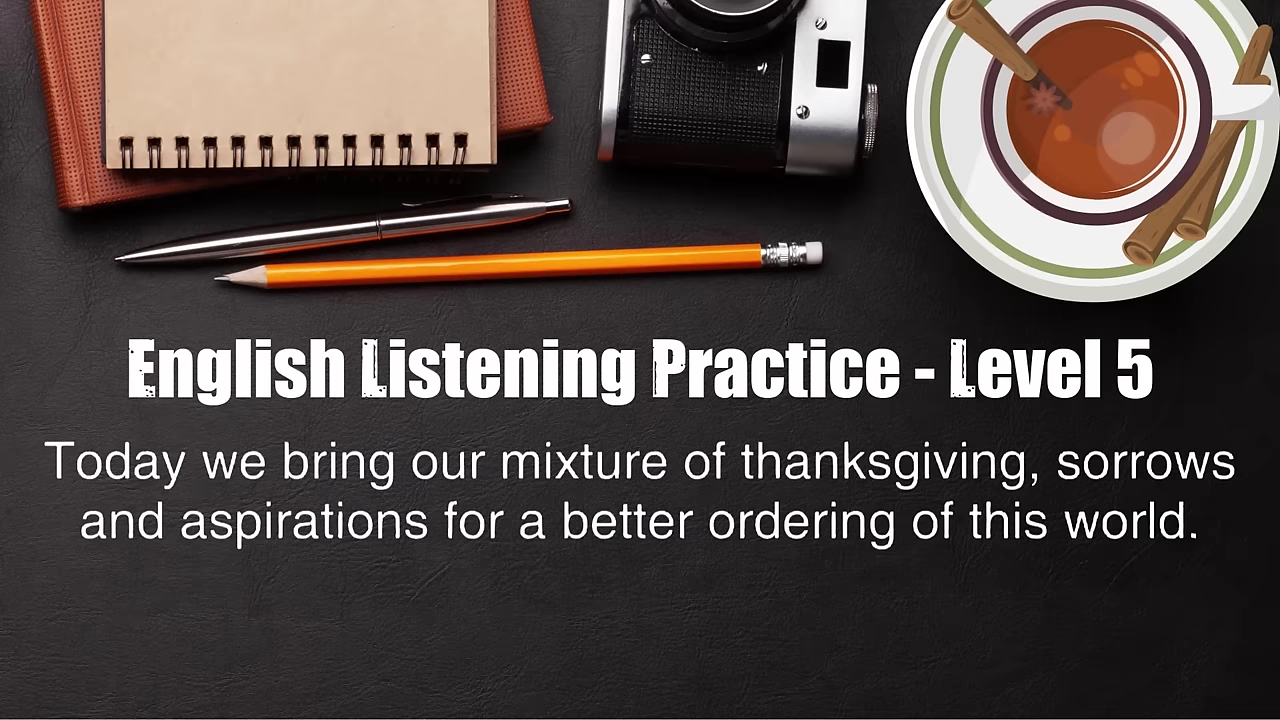 English Listening Practice - Level 5
Today we bring our mixture of thanksgiving, sorrows
and aspirations for a better ordering of this world.